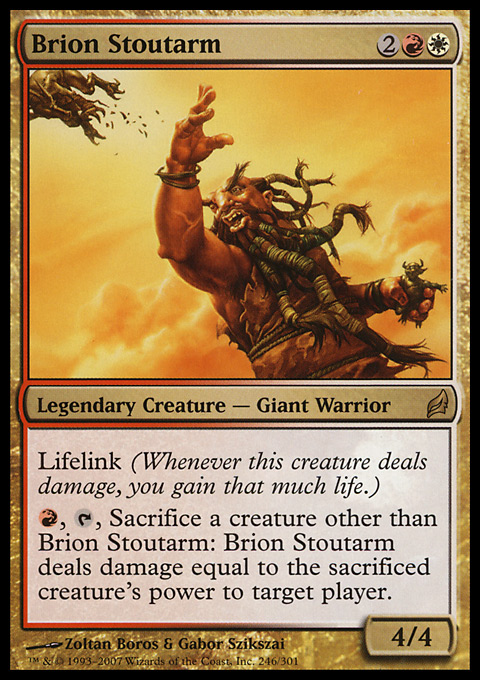 Brion Stoutarm 2
Legendary Creature — Giant Warrior
Lifelink (Whenever this creature deals
damage, you gain that much life.)
, , Sacrifice a creature other than
Brion Stoutarm: Brion Stoutarm
deals damage equal to the sacrificed
creature's power to target player.
4/4
Zoltan Boros & Gabor Szikszai
™ & © 1993–2007 Wizards of the Coast, Inc. 246/301